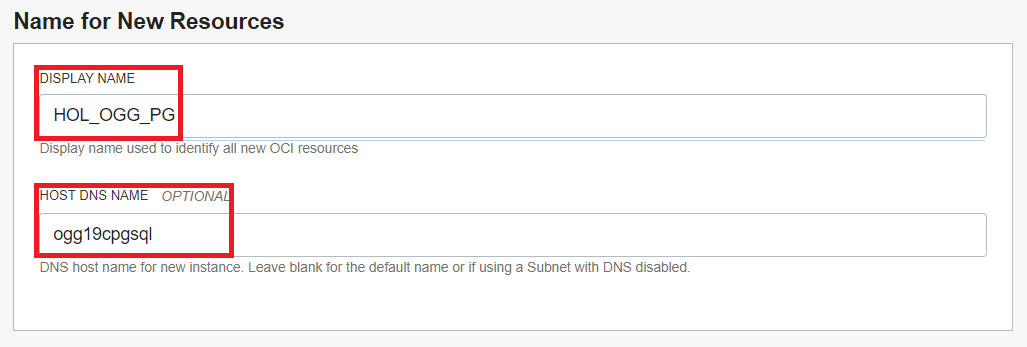 Name for New Resources
DISPLAY NAME
HOL_OGG_PG
Display name used to identify all new OCI resources
HOST DNS NAME OPTIONAL
ogg19cpgsql
DNS host name for new instance. Leave blank for the default name or if using a Subnet with DNS disabled.